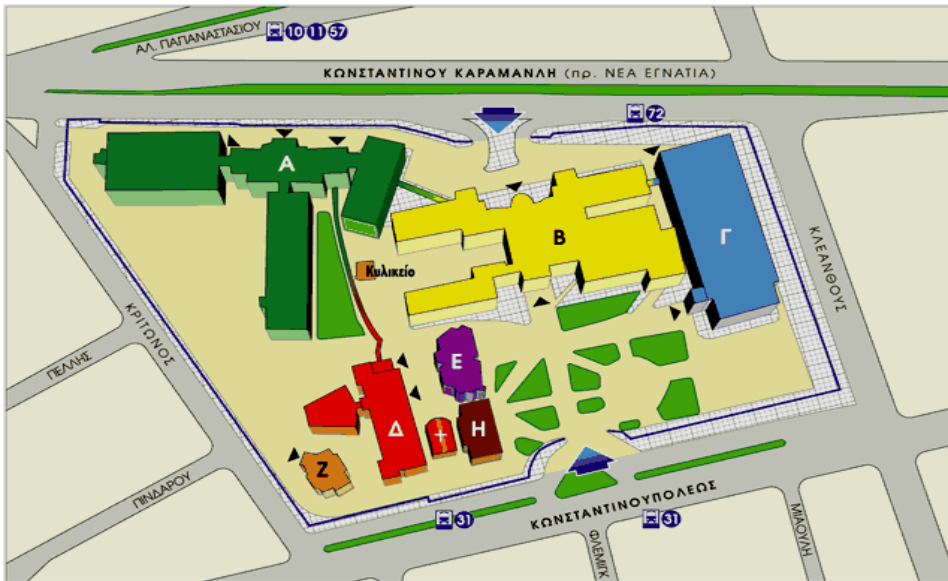 ΑΛ. ΠΑΠΑΝΑΣΤΑΣΙΟΥ
10 11 57
ΚΩΝΣΤΑΝΤΙΝΟΥ ΚΑΡΑΜΑΝΛΗ (πρ. ΝΕΑ ΕΓΝΑΤΙΑ)
72
Α
Β
Γ
Κυλικείο
ΚΛΕΑΝΘΟΥΣ
ΚΡΙΤΩΝΟΣ
ΠΕΛΛΗΣ
Ε
Δ
Η
Ζ
ΠΙΝΔΑΡΟΥ
ΚΩΝΣΤΑΝΤΙΝΟΥΠΟΛΕΩΣ
31
31
ΦΛΕΜΙΓΚ
ΜΙΑΟΥΛΗ